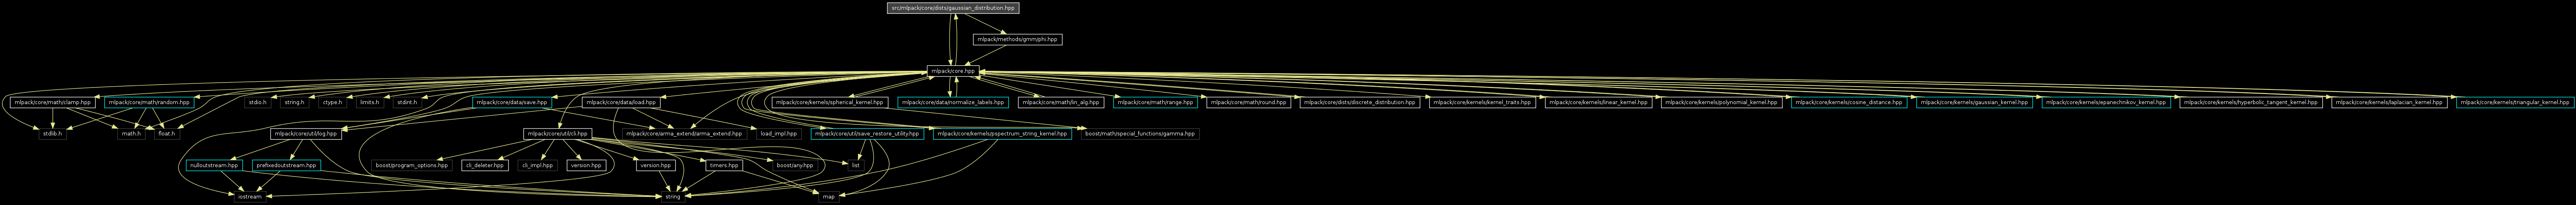 src/mlpack/core/dists/gaussian_distribution.hpp
mlpack/methods/gmm/phi.hpp
mlpack/core.hpp
mlpack/core/math/clamp.hpp
mlpack/core/math/random.hpp
stdio.h
string.h
ctype.h
limits.h
stdint.h
mlpack/core/data/save.hpp
mlpack/core/data/load.hpp
mlpack/core/kernels/spherical_kernel.hpp
mlpack/core/data/normalize_labels.hpp
mlpack/core/math/lin_alg.hpp
mlpack/core/math/range.hpp
mlpack/core/math/round.hpp
mlpack/core/dists/discrete_distribution.hpp
mlpack/core/kernels/kernel_traits.hpp
mlpack/core/kernels/linear_kernel.hpp
mlpack/core/kernels/polynomial_kernel.hpp
mlpack/core/kernels/cosine_distance.hpp
mlpack/core/kernels/gaussian_kernel.hpp
mlpack/core/kernels/epanechnikov_kernel.hpp
mlpack/core/kernels/hyperbolic_tangent_kernel.hpp
mlpack/core/kernels/laplacian_kernel.hpp
mlpack/core/kernels/triangular_kernel.hpp
stdlib.h
math.h
float.h
mlpack/core/util/log.hpp
mlpack/core/util/cli.hpp
mlpack/core/arma_extend/arma_extend.hpp
load_impl.hpp
mlpack/core/util/save_restore_utility.hpp
mlpack/core/kernels/pspectrum_string_kernel.hpp
boost/math/special_functions/gamma.hpp
nulloutstream.hpp
prefixedoutstream.hpp
boost/program_options.hpp
cli_deleter.hpp
cli_impl.hpp
version.hpp
version.hpp
timers.hpp
boost/any.hpp
list
iostream
string
map